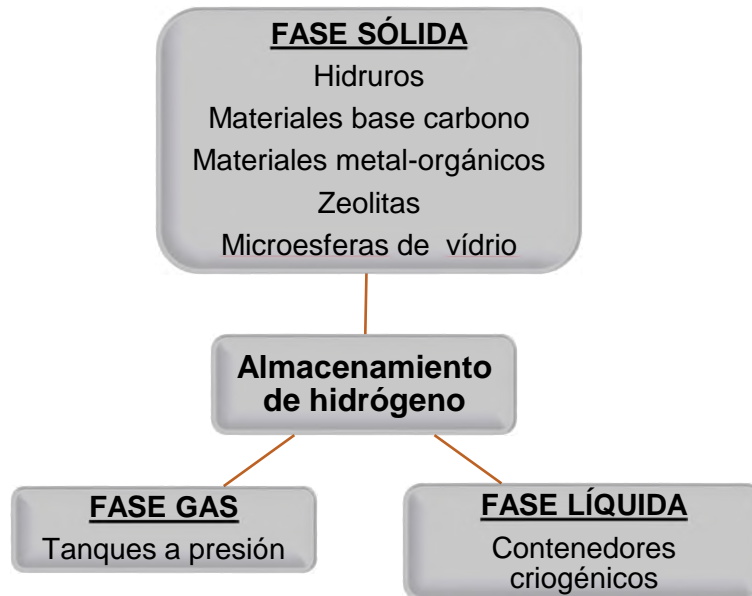 FASE SÓLIDA
Hidruros
Materiales base carbono
Materiales metal-orgánicos
Zeolitas
Microesferas de vídrio
Almacenamiento
de hidrógeno
FASE GAS
Tanques a presión
FASE LÍQUIDA
Contenedores
criogénicos